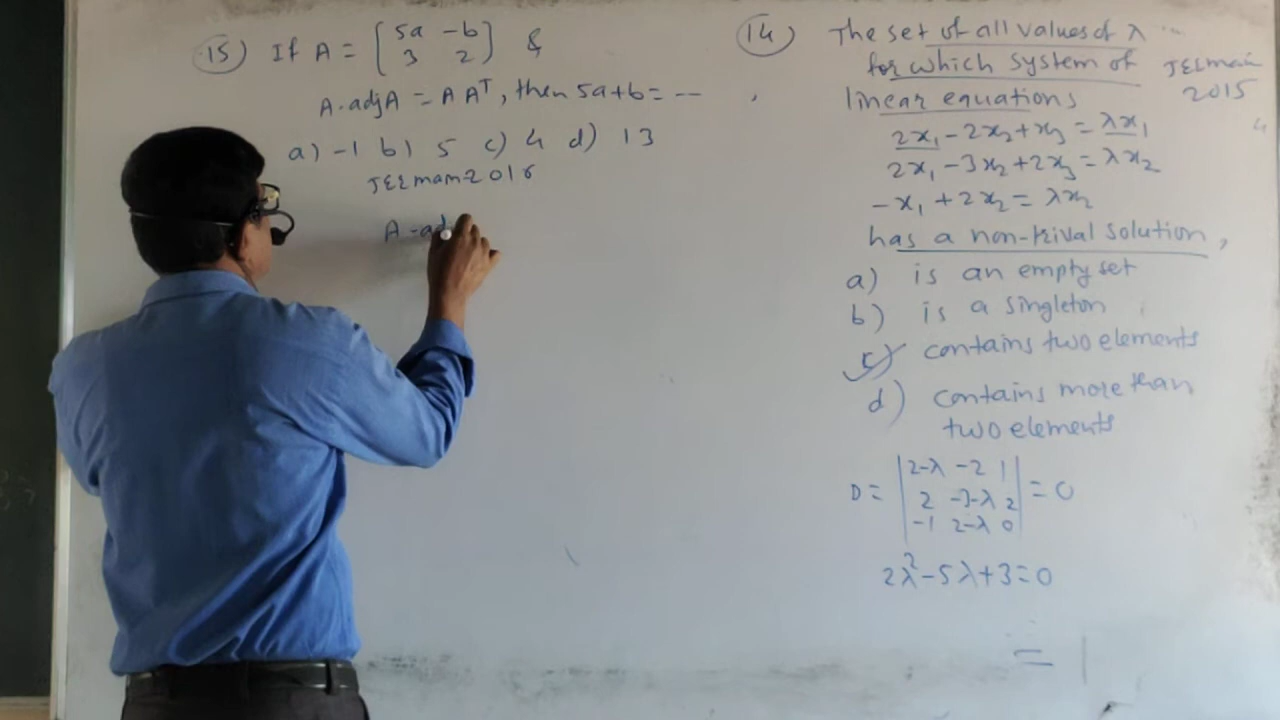 15) If A = [ 5a -b
3 2 ] &
A·adjA = A Aᵀ, then 5a+b = --
a) -1 b) 5 c) 4 d) 13
JEE main 2016
A·ad
14) The set of all values of λ
for which system of JEE main
linear equations 2015
2x₁ - 2x₂ + x₃ = λx₁
2x₁ - 3x₂ + 2x₃ = λx₂
-x₁ + 2x₂ = λx₂
has a non-trival solution,
a) is an empty set
b) is a singleton
c) contains two elements
d) contains more than
two elements
D = | 2-λ -2 1
2 -3-λ 2 | = 0
-1 2-λ 0
2λ² - 5λ + 3 = 0